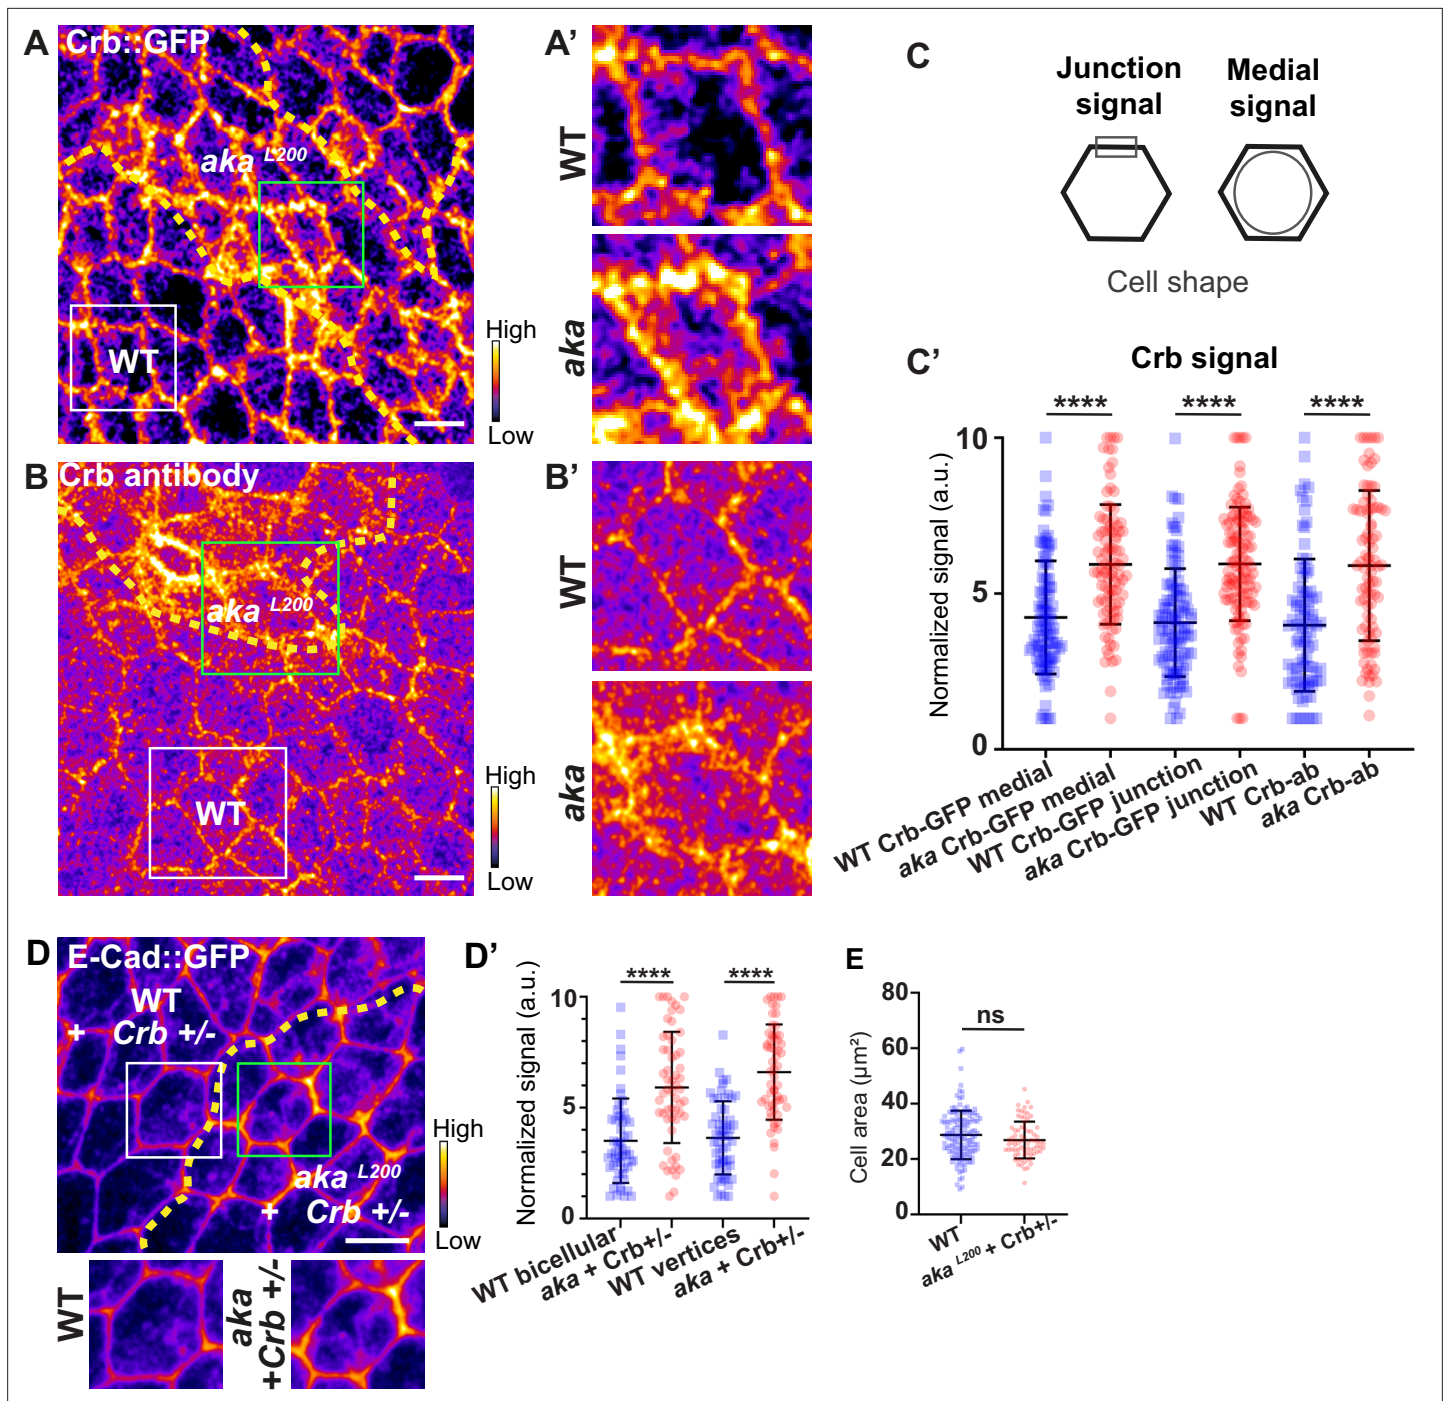 A
Crb::GFP
aka L200
WT
High
Low
A'
WT
aka
B
Crb antibody
aka L200
WT
High
Low
B'
WT
aka
C
Junction
signal
Medial
signal
Cell shape
C'
Crb signal
**** **** ****
Normalized signal (a.u.)
10
5
0
WT Crb-GFP medial
aka Crb-GFP medial
WT Crb-GFP junction
aka Crb-GFP junction
WT Crb-ab
aka Crb-ab
D
E-Cad::GFP
WT
+ Crb +/-
aka L200
+ Crb +/-
High
Low
WT
aka
+Crb +/-
D'
**** ****
Normalized signal (a.u.)
10
5
0
WT bicellular
aka + Crb+/-
WT vertices
aka + Crb+/-
E
ns
Cell area (µm²)
80
60
40
20
0
WT
aka L200 + Crb+/-